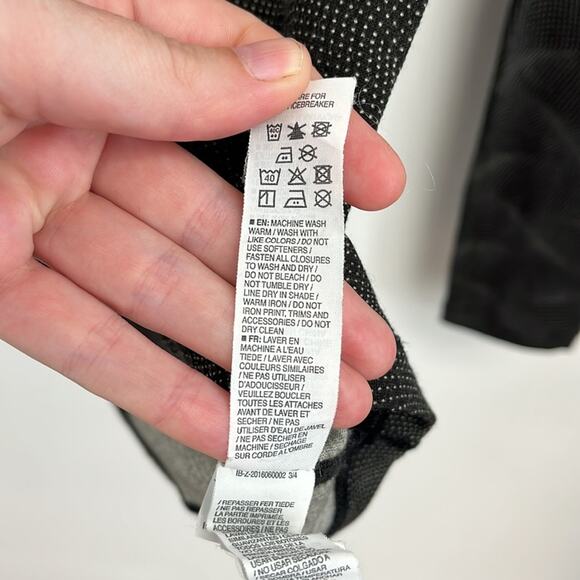 ARE FOR
ICEBREAKER
40
■ EN: MACHINE WASH
WARM / WASH WITH
LIKE COLORS / DO NOT
USE SOFTENERS /
FASTEN ALL CLOSURES
TO WASH AND DRY /
DO NOT BLEACH / DO
NOT TUMBLE DRY /
LINE DRY IN SHADE /
WARM IRON / DO NOT
IRON PRINT, TRIMS AND
ACCESSORIES / DO NOT
DRY CLEAN
■ FR: LAVER EN
MACHINE A L'EAU
TIEDE / LAVER AVEC
COULEURS SIMILAIRES
/ NE PAS UTILISER
D'ADOUCISSEUR /
VEUILLEZ BOUCLER
TOUTES LES ATTACHES
AVANT DE LAVER ET
SECHER / NE PAS
UTILISER D'EAU DE JAVEL
/ NE PAS SECHER EN
MACHINE / SECHAGE
SUR CORDE A L'OMBRE
IB-Z-2016060002 3/4
/ REPASSER FER TIEDE
/ NE PAS REPASSER
LA PARTIE IMPRIMEE,
LES BORDURES ET LES
ACCESSOIRES / NE